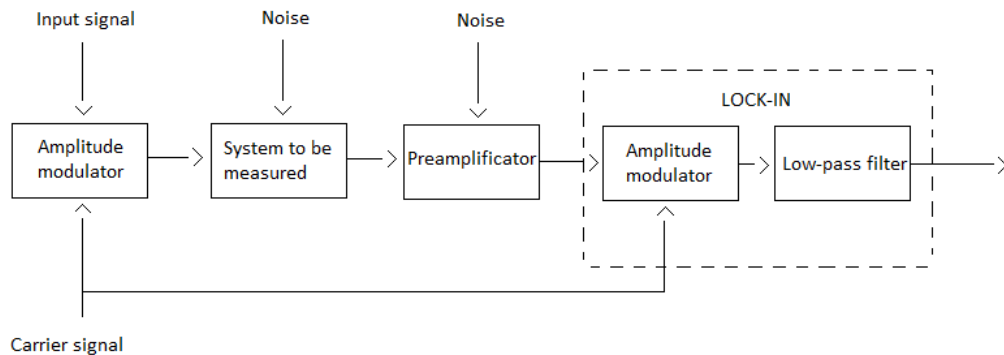 Input signal
Noise
Noise
LOCK-IN
Amplitude
modulator
System to be
measured
Preamplificator
Amplitude
modulator
Low-pass filter
Carrier signal